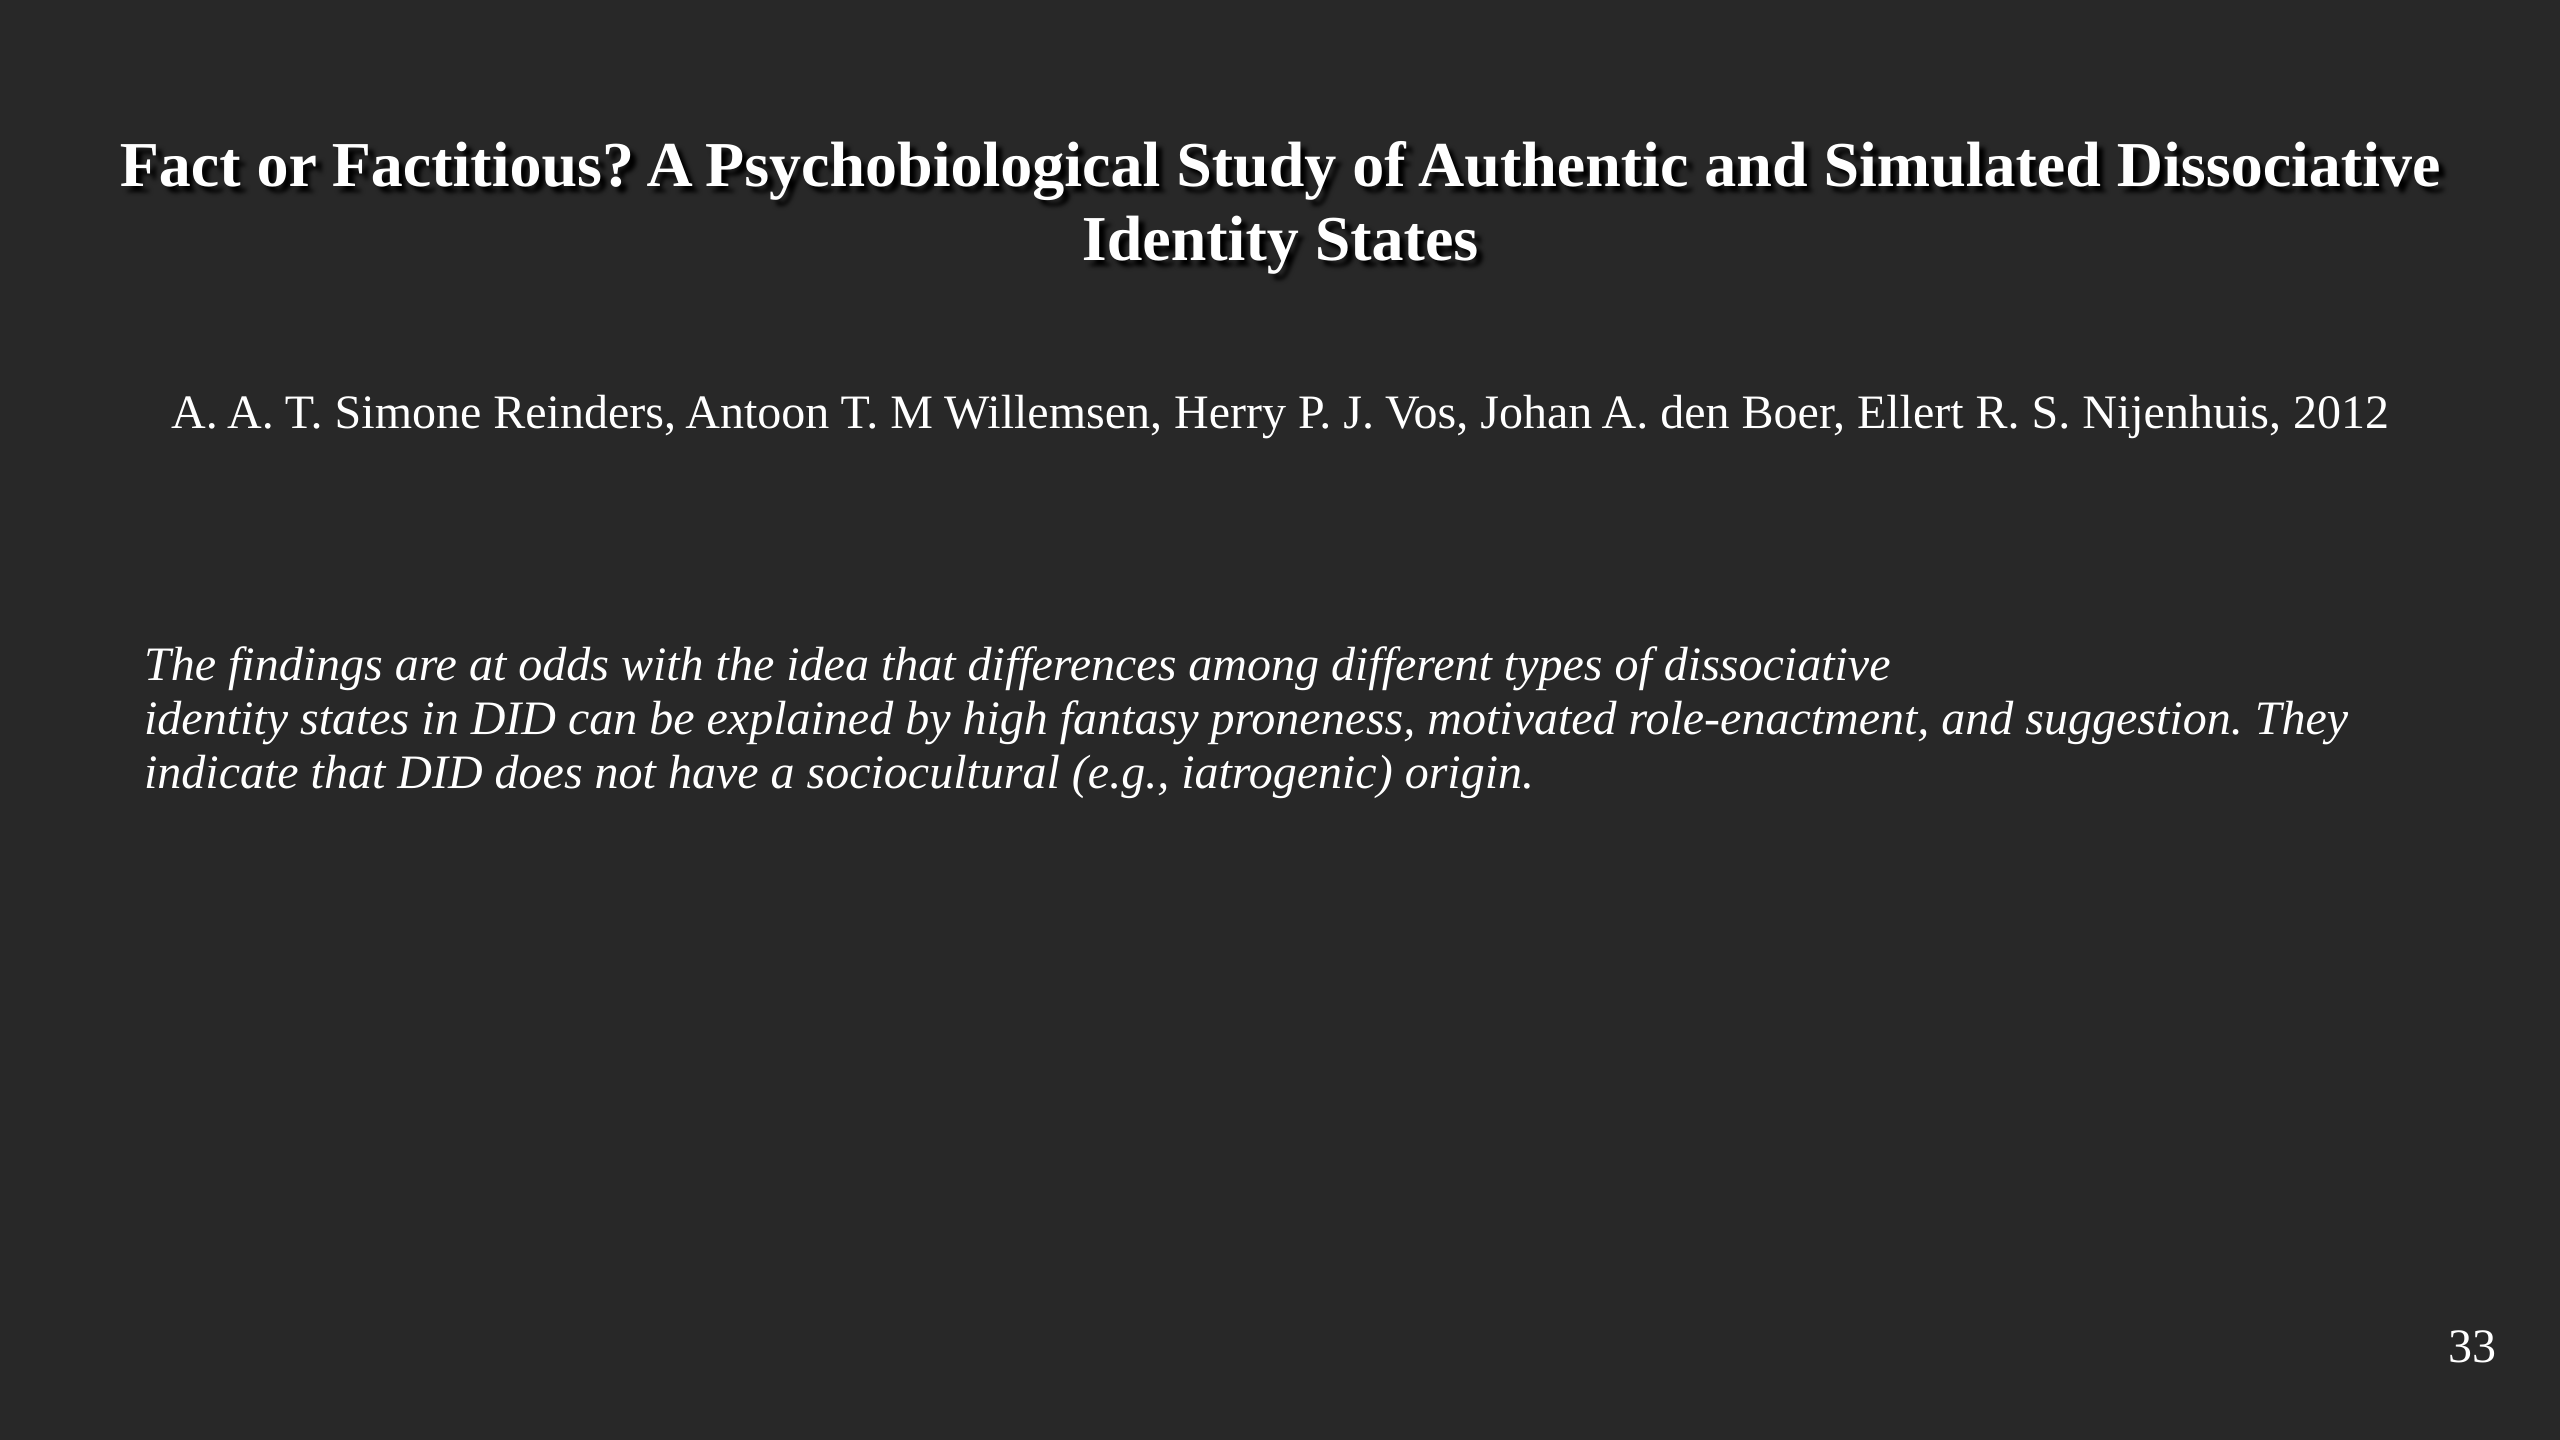 Fact or Factitious? A Psychobiological Study of Authentic and Simulated Dissociative
Identity States
A. A. T. Simone Reinders, Antoon T. M Willemsen, Herry P. J. Vos, Johan A. den Boer, Ellert R. S. Nijenhuis, 2012
The findings are at odds with the idea that differences among different types of dissociative
identity states in DID can be explained by high fantasy proneness, motivated role-enactment, and suggestion. They
indicate that DID does not have a sociocultural (e.g., iatrogenic) origin.
33